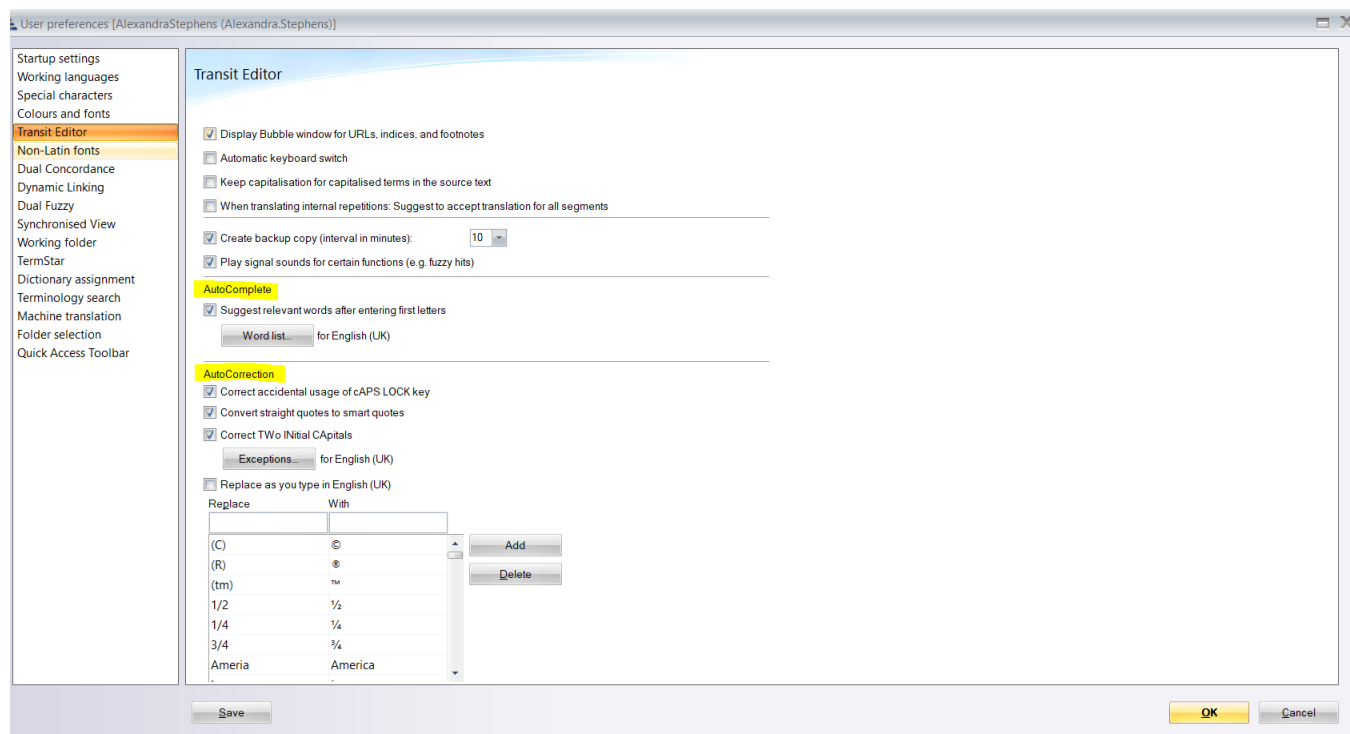 User preferences [AlexandraStephens (Alexandra.Stephens)]
Startup settings
Working languages
Special characters
Colours and fonts
Transit Editor
Non-Latin fonts
Dual Concordance
Dynamic Linking
Dual Fuzzy
Synchronised View
Working folder
TermStar
Dictionary assignment
Terminology search
Machine translation
Folder selection
Quick Access Toolbar
Transit Editor
Display Bubble window for URLs, indices, and footnotes
Automatic keyboard switch
Keep capitalisation for capitalised terms in the source text
When translating internal repetitions: Suggest to accept translation for all segments
Create backup copy (interval in minutes): 10
Play signal sounds for certain functions (e.g. fuzzy hits)
AutoComplete
Suggest relevant words after entering first letters
Word list... for English (UK)
AutoCorrection
Correct accidental usage of cAPS LOCK key
Convert straight quotes to smart quotes
Correct TWo INitial CApitals
Exceptions... for English (UK)
Replace as you type in English (UK)
Replace With
(C) ©
(R) ®
(tm) ™
1/2 ½
1/4 ¼
3/4 ¾
Ameria America
Add
Delete
Save
OK
Cancel